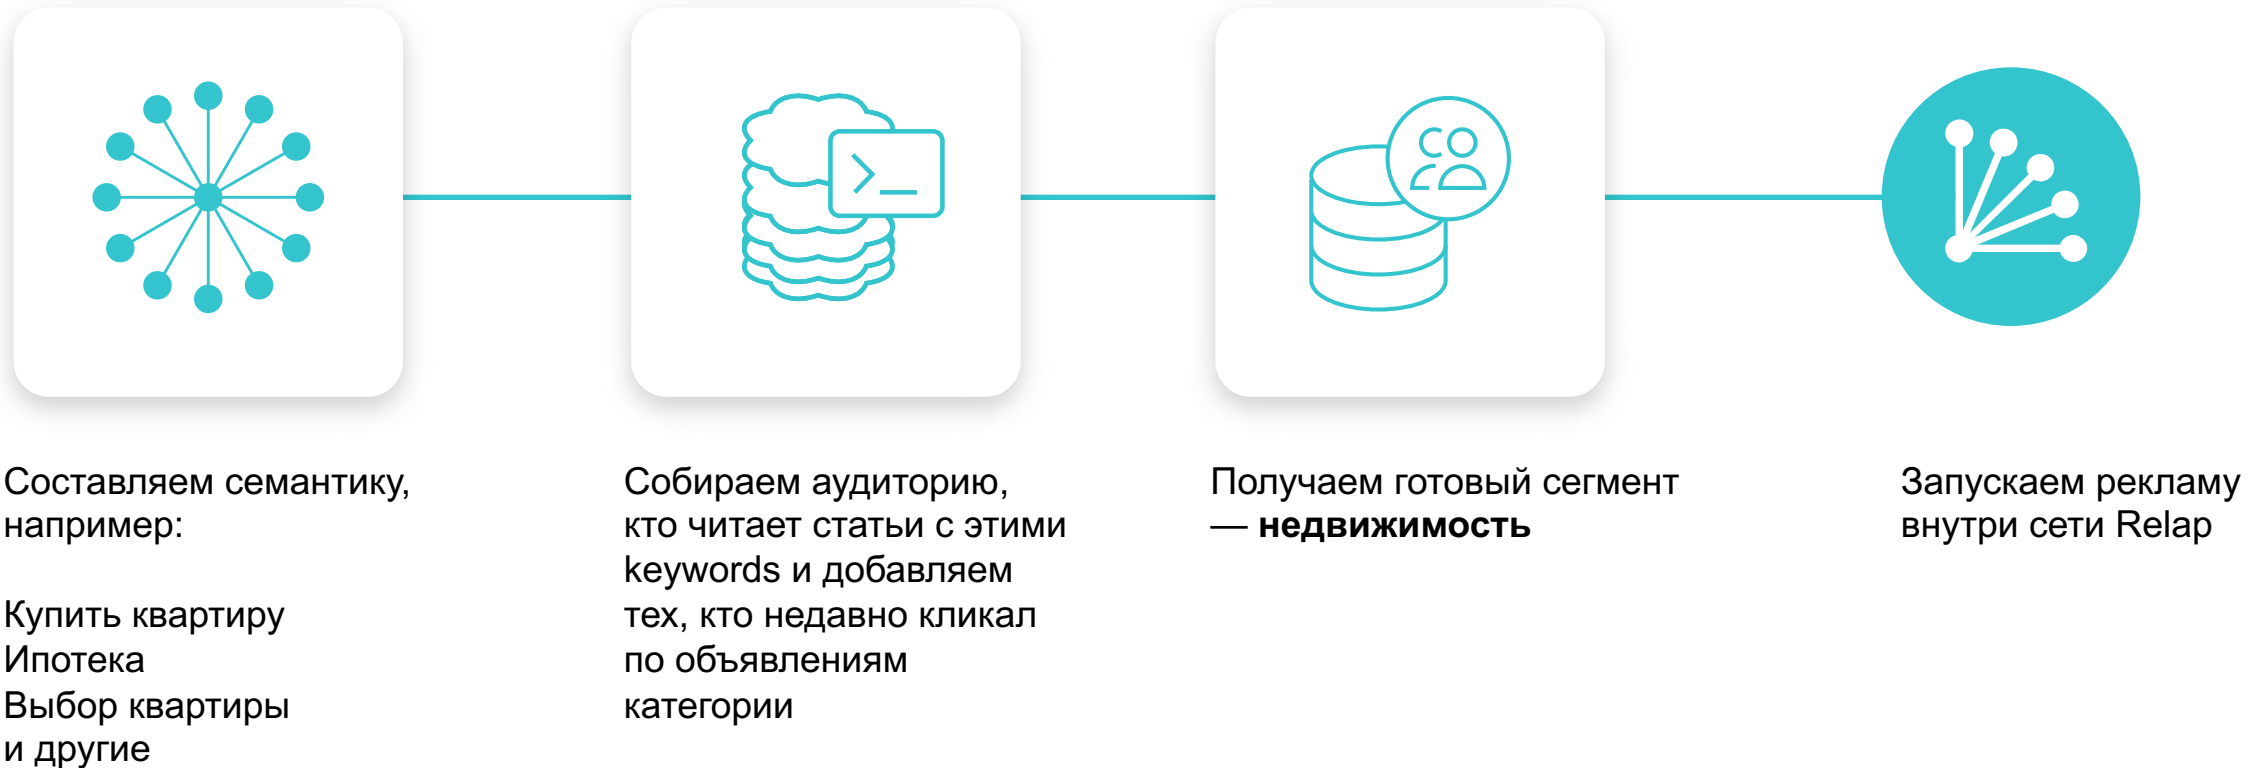 Составляем семантику,
например:
Купить квартиру
Ипотека
Выбор квартиры
и другие
Собираем аудиторию,
кто читает статьи с этими
keywords и добавляем
тех, кто недавно кликал
по объявлениям
категории
Получаем готовый сегмент
— недвижимость
Запускаем рекламу
внутри сети Relap